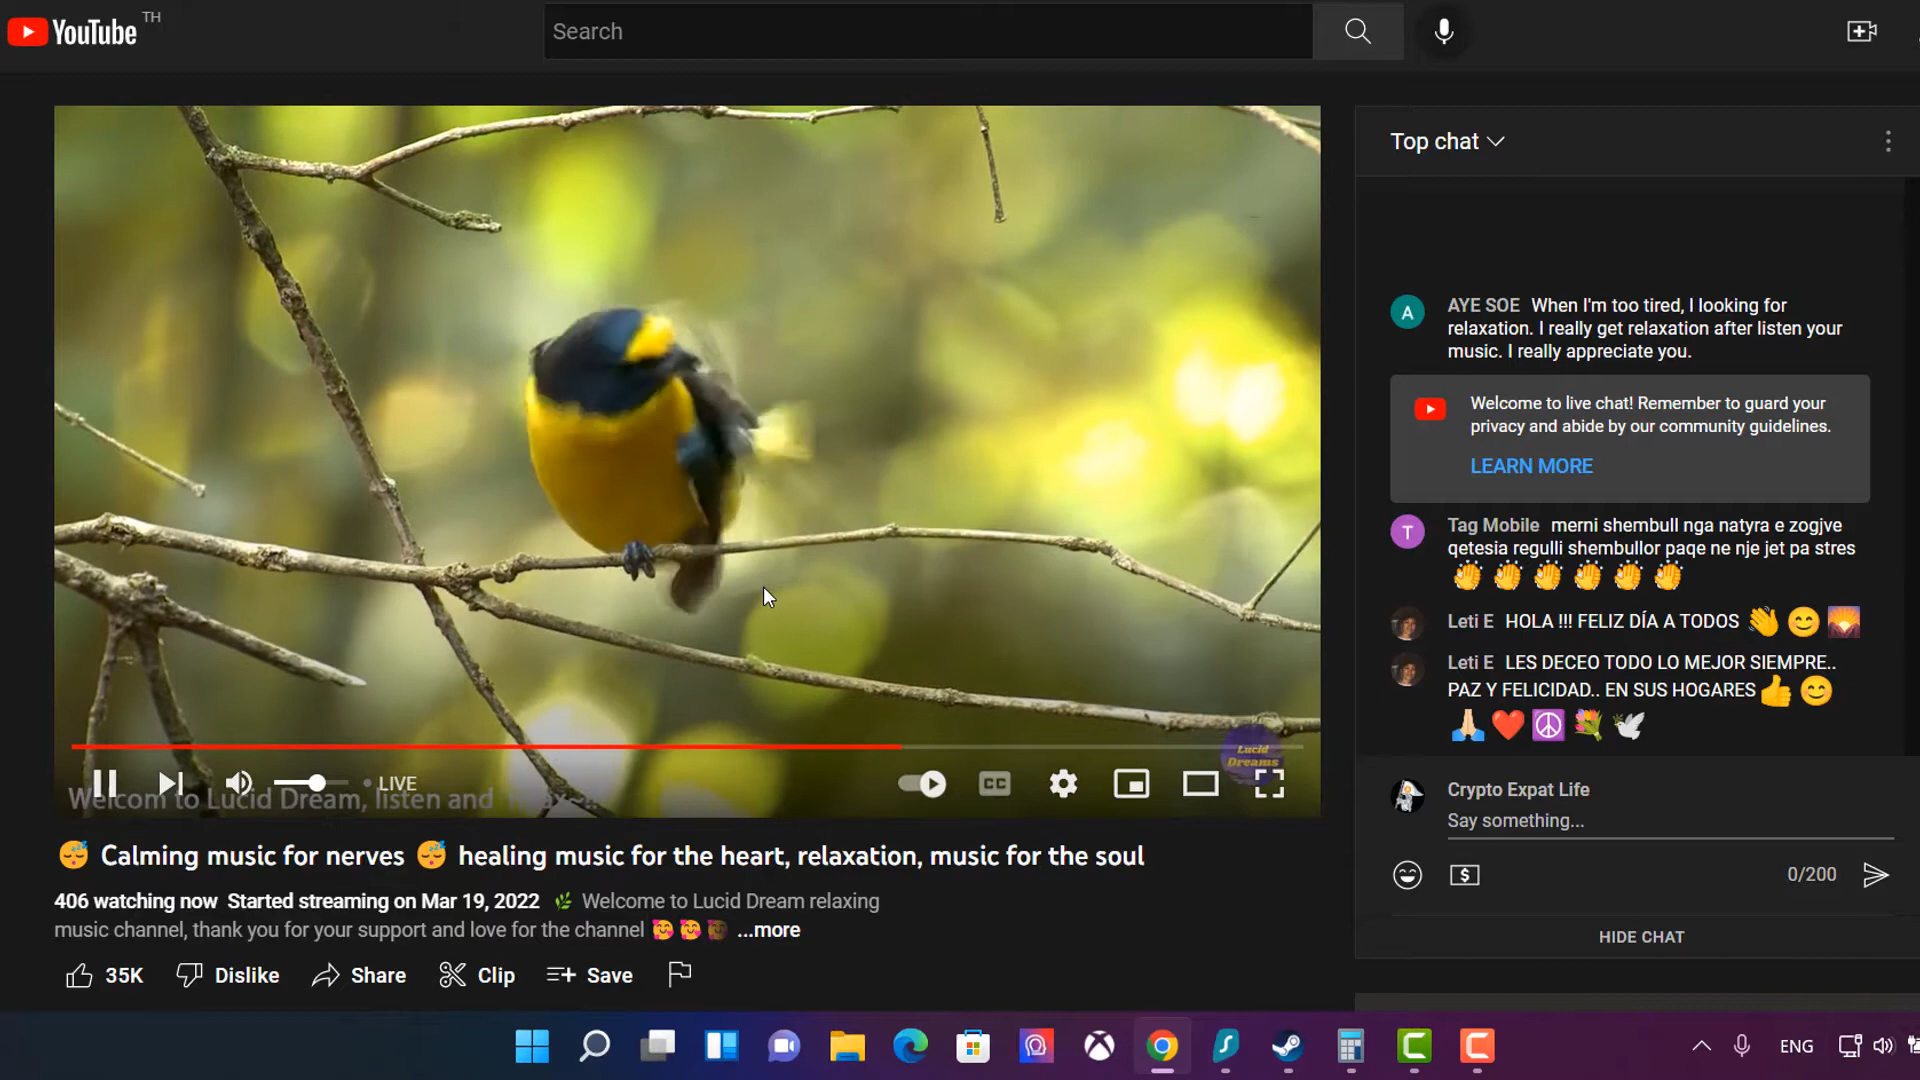 YouTube TH
Search
Top chat
AYE SOE When I'm too tired, I looking for
relaxation. I really get relaxation after listen your
music. I really appreciate you.
Welcome to live chat! Remember to guard your
privacy and abide by our community guidelines.
LEARN MORE
Tag Mobile merni shembull nga natyra e zogjve
qetesia regulli shembullor paqe ne nje jet pa stres
Leti E HOLA !!! FELIZ DÍA A TODOS
Leti E LES DECEO TODO LO MEJOR SIEMPRE..
PAZ Y FELICIDAD.. EN SUS HOGARES
Crypto Expat Life
Say something...
0/200
HIDE CHAT
Lucid
Dreams
LIVE
CC
Welcom to Lucid Dream, listen and
Calming music for nerves healing music for the heart, relaxation, music for the soul
406 watching now Started streaming on Mar 19, 2022 Welcome to Lucid Dream relaxing
music channel, thank you for your support and love for the channel ...more
35K Dislike Share Clip Save
ENG